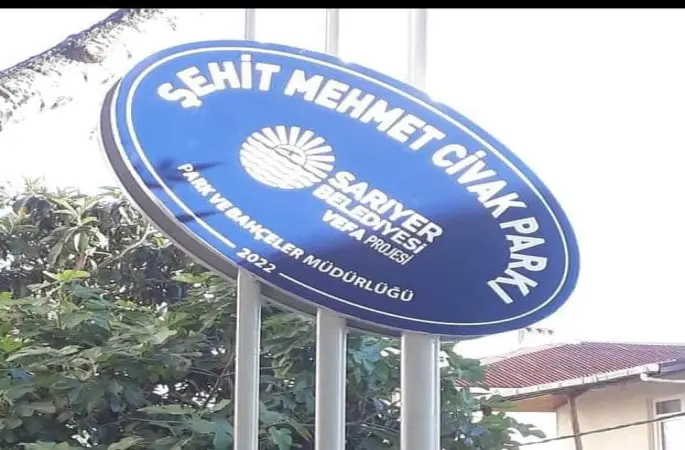 ŞEHİT MEHMET CİVAK PARKI
SARIYER
BELEDİYESİ
VEFA PROJESİ
PARK VE BAHÇELER MÜDÜRLÜĞÜ
2022